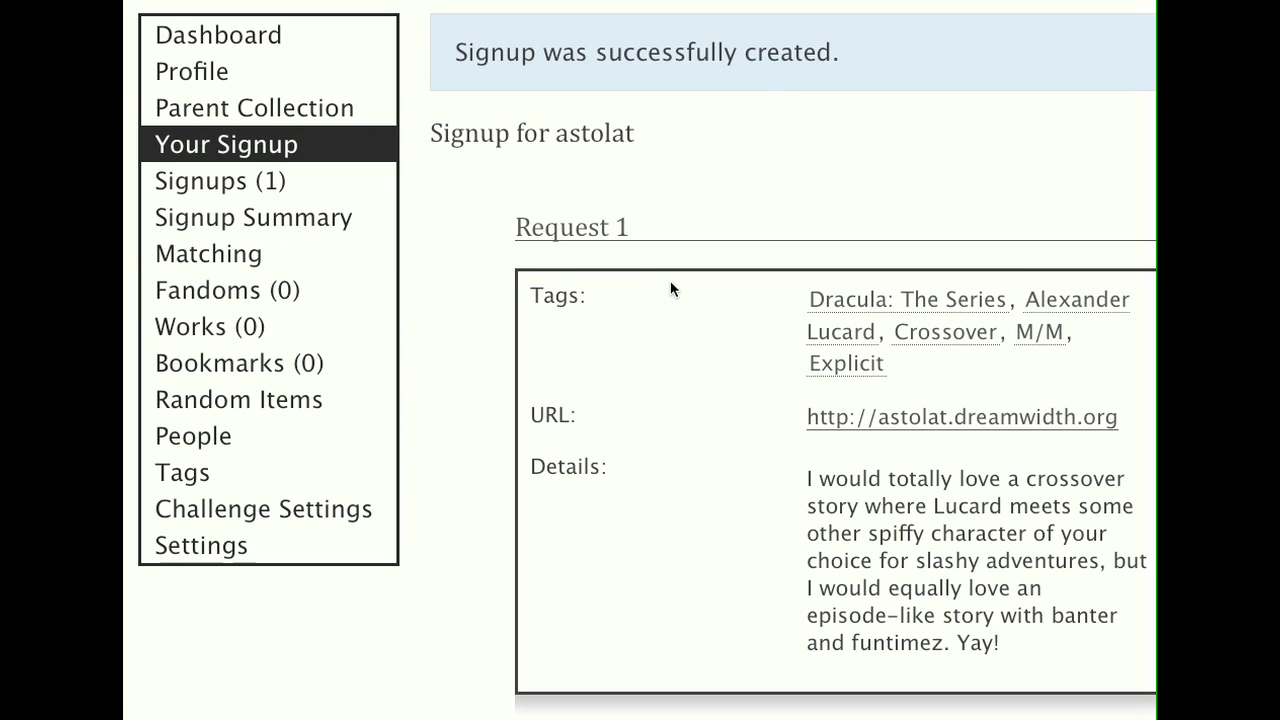 Dashboard
Profile
Parent Collection
Your Signup
Signups (1)
Signup Summary
Matching
Fandoms (0)
Works (0)
Bookmarks (0)
Random Items
People
Tags
Challenge Settings
Settings
Signup was successfully created.
Signup for astolat
Request 1
Tags:
Dracula: The Series, Alexander
Lucard, Crossover, M/M,
Explicit
URL:
http://astolat.dreamwidth.org
Details:
I would totally love a crossover
story where Lucard meets some
other spiffy character of your
choice for slashy adventures, but
I would equally love an
episode-like story with banter
and funtimez. Yay!